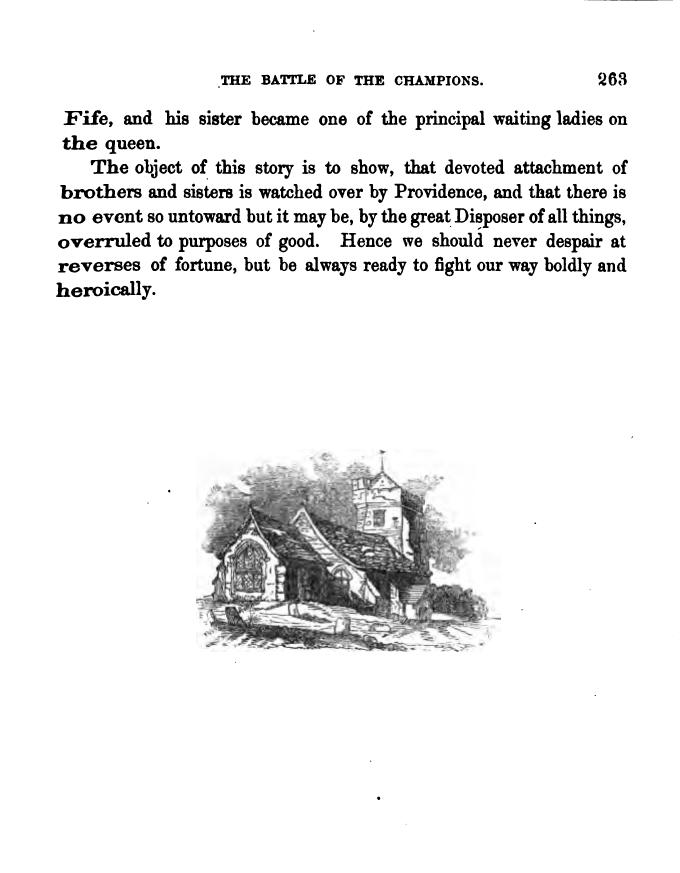 THE BATTLE OF THE CHAMPIONS. 263
Fife, and his sister became one of the principal waiting ladies on
the queen.
The object of this story is to show, that devoted attachment of
brothers and sisters is watched over by Providence, and that there is
no event so untoward but it may be, by the great Disposer of all things,
overruled to purposes of good. Hence we should never despair at
reverses of fortune, but be always ready to fight our way boldly and
heroically.